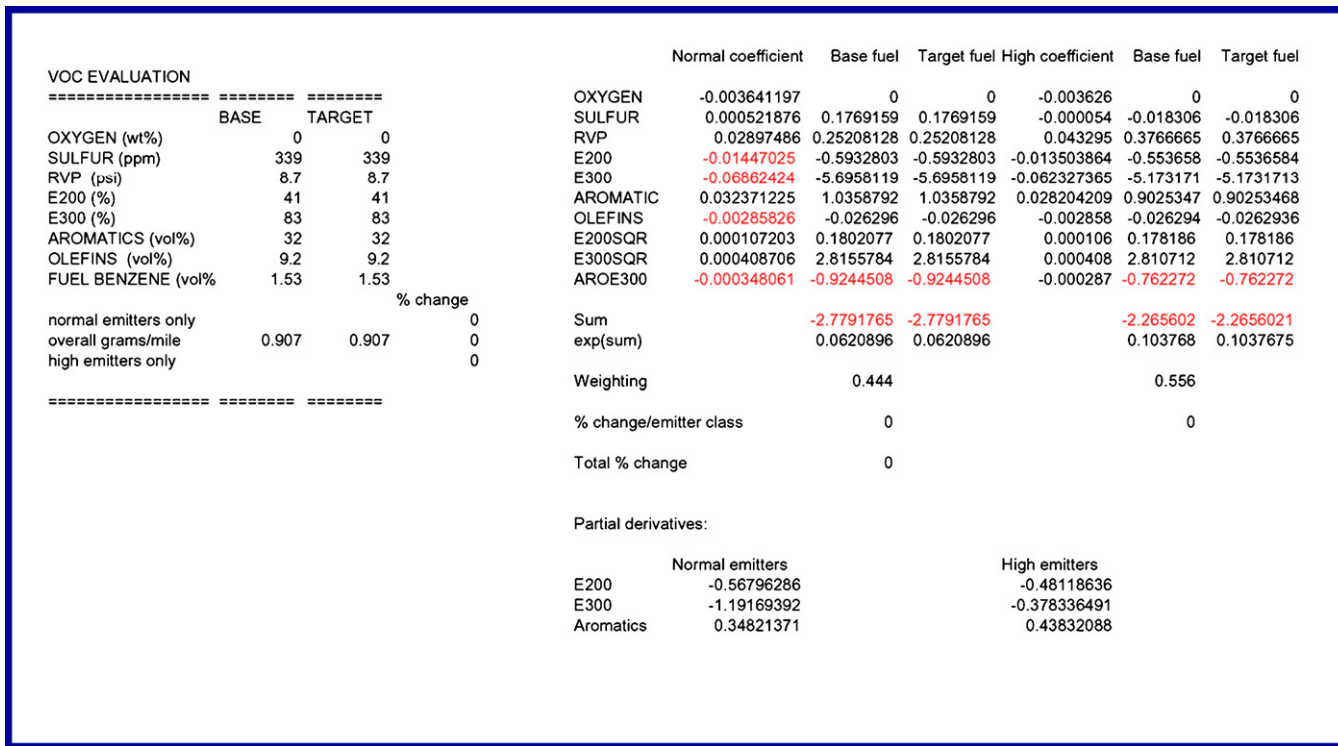 VOC EVALUATION
================= ======== ========
BASE TARGET
OXYGEN (wt%) 0 0
SULFUR (ppm) 339 339
RVP (psi) 8.7 8.7
E200 (%) 41 41
E300 (%) 83 83
AROMATICS (vol%) 32 32
OLEFINS (vol%) 9.2 9.2
FUEL BENZENE (vol% 1.53 1.53
% change
normal emitters only 0
overall grams/mile 0.907 0.907 0
high emitters only 0
================= ======== ========
Normal coefficient Base fuel Target fuel High coefficient Base fuel Target fuel
OXYGEN -0.003641197 0 0 -0.003626 0 0
SULFUR 0.000521876 0.1769159 0.1769159 -0.000054 -0.018306 -0.018306
RVP 0.02897486 0.25208128 0.25208128 0.043295 0.3766665 0.3766665
E200 -0.01447025 -0.5932803 -0.5932803 -0.013503864 -0.553658 -0.5536584
E300 -0.06862424 -5.6958119 -5.6958119 -0.062327365 -5.173171 -5.1731713
AROMATIC 0.032371225 1.0358792 1.0358792 0.028204209 0.9025347 0.90253468
OLEFINS -0.00285826 -0.026296 -0.026296 -0.002858 -0.026294 -0.0262936
E200SQR 0.000107203 0.1802077 0.1802077 0.000106 0.178186 0.178186
E300SQR 0.000408706 2.8155784 2.8155784 0.000408 2.810712 2.810712
AROE300 -0.000348061 -0.9244508 -0.9244508 -0.000287 -0.762272 -0.762272
Sum -2.7791765 -2.7791765 -2.265602 -2.2656021
exp(sum) 0.0620896 0.0620896 0.103768 0.1037675
Weighting 0.444 0.556
% change/emitter class 0 0
Total % change 0
Partial derivatives:
Normal emitters High emitters
E200 -0.56796286 -0.48118636
E300 -1.19169392 -0.378336491
Aromatics 0.34821371 0.43832088